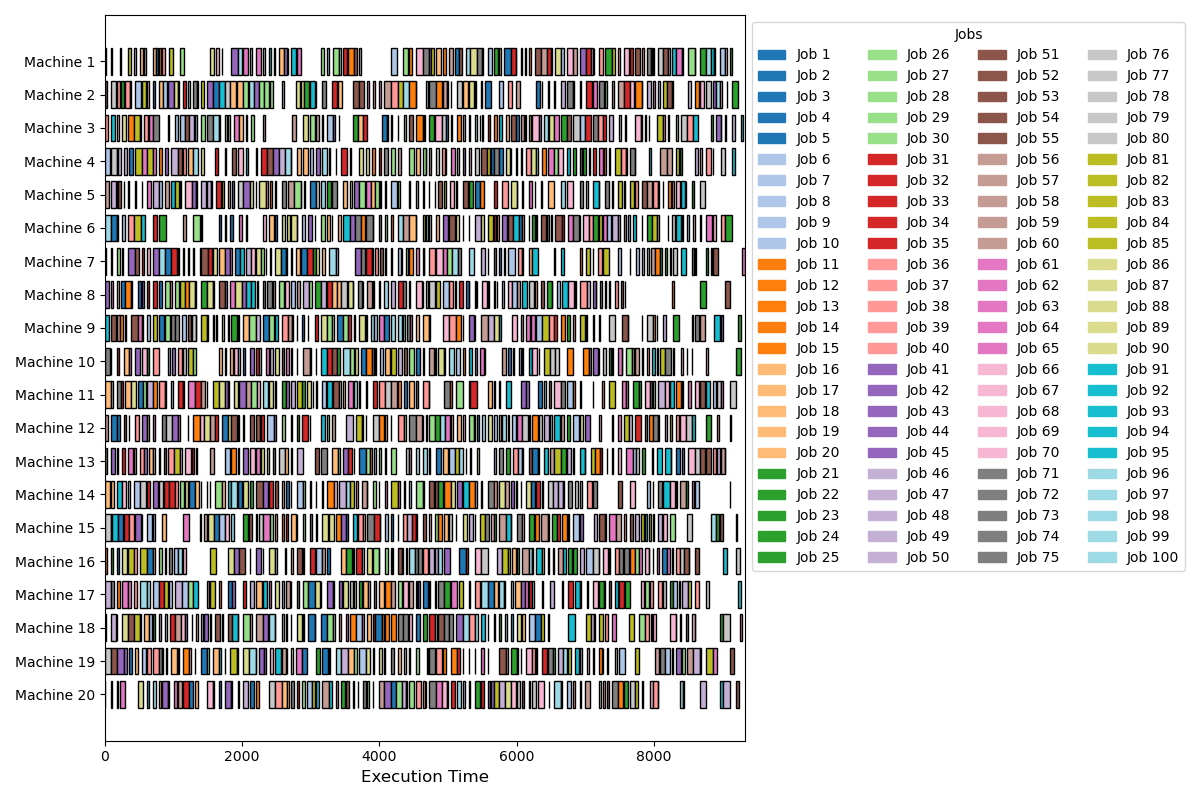 Machine 1
Machine 2
Machine 3
Machine 4
Machine 5
Machine 6
Machine 7
Machine 8
Machine 9
Machine 10
Machine 11
Machine 12
Machine 13
Machine 14
Machine 15
Machine 16
Machine 17
Machine 18
Machine 19
Machine 20
0 2000 4000 6000 8000
Execution Time
Jobs
Job 1 Job 26 Job 51 Job 76
Job 2 Job 27 Job 52 Job 77
Job 3 Job 28 Job 53 Job 78
Job 4 Job 29 Job 54 Job 79
Job 5 Job 30 Job 55 Job 80
Job 6 Job 31 Job 56 Job 81
Job 7 Job 32 Job 57 Job 82
Job 8 Job 33 Job 58 Job 83
Job 9 Job 34 Job 59 Job 84
Job 10 Job 35 Job 60 Job 85
Job 11 Job 36 Job 61 Job 86
Job 12 Job 37 Job 62 Job 87
Job 13 Job 38 Job 63 Job 88
Job 14 Job 39 Job 64 Job 89
Job 15 Job 40 Job 65 Job 90
Job 16 Job 41 Job 66 Job 91
Job 17 Job 42 Job 67 Job 92
Job 18 Job 43 Job 68 Job 93
Job 19 Job 44 Job 69 Job 94
Job 20 Job 45 Job 70 Job 95
Job 21 Job 46 Job 71 Job 96
Job 22 Job 47 Job 72 Job 97
Job 23 Job 48 Job 73 Job 98
Job 24 Job 49 Job 74 Job 99
Job 25 Job 50 Job 75 Job 100